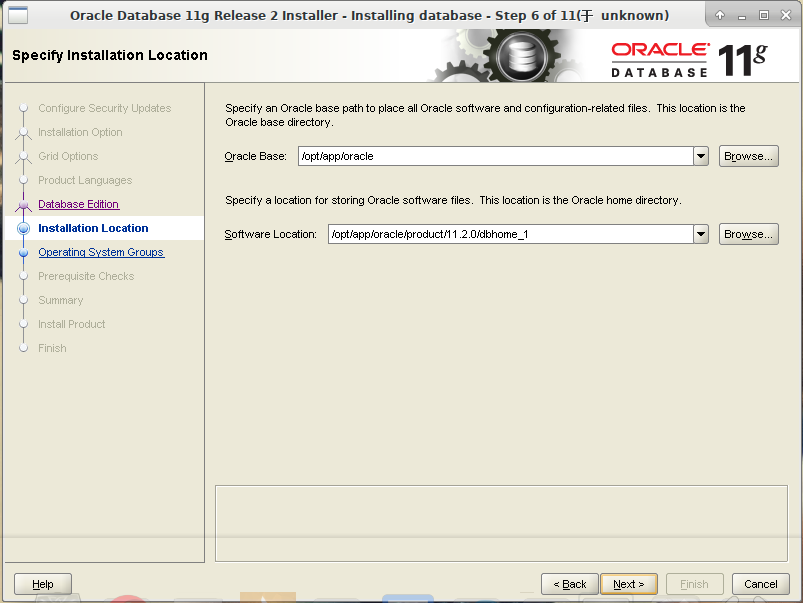 Oracle Database 11g Release 2 Installer - Installing database - Step 6 of 11(于 unknown)
Specify Installation Location
ORACLE
DATABASE
11g
Configure Security Updates
Installation Option
Grid Options
Product Languages
Database Edition
Installation Location
Operating System Groups
Prerequisite Checks
Summary
Install Product
Finish
Specify an Oracle base path to place all Oracle software and configuration-related files. This location is the
Oracle base directory.
Oracle Base: /opt/app/oracle Browse...
Specify a location for storing Oracle software files. This location is the Oracle home directory.
Software Location: /opt/app/oracle/product/11.2.0/dbhome_1 Browse...
Help < Back Next > Finish Cancel